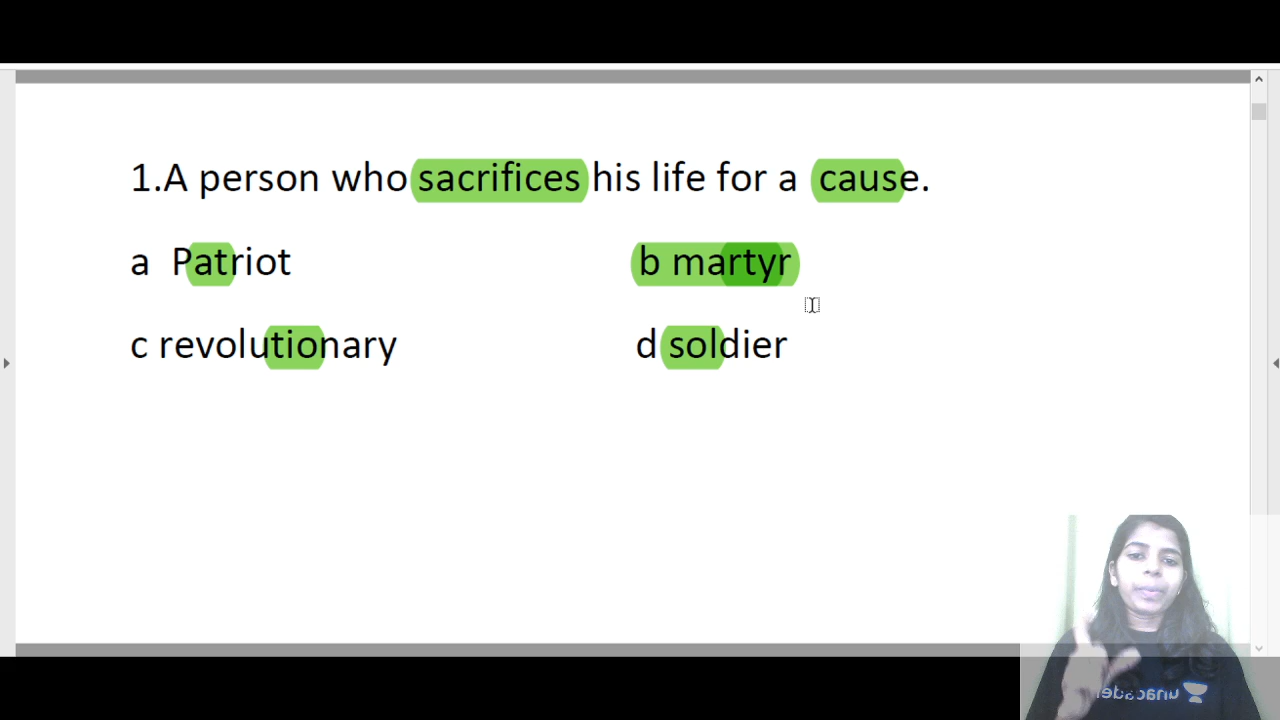 1.A person who sacrifices his life for a cause.
a Patriot b martyr
c revolutionary d soldier